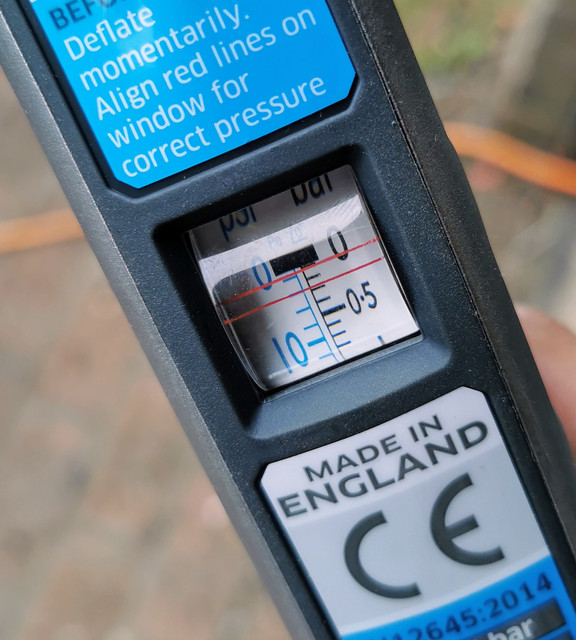 Deflate
momentarily.
Align red lines on
window for
correct pressure
psi bar
0 0
0·5
10
MADE IN
ENGLAND
CE
2645:2014
bar